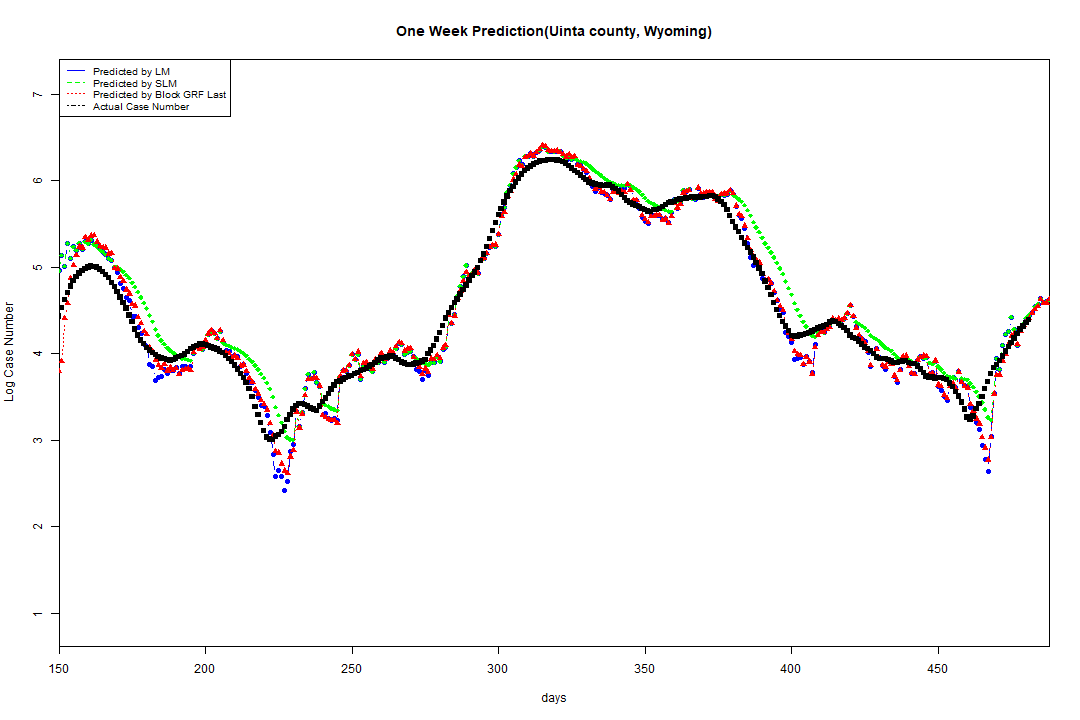 One Week Prediction(Uinta county, Wyoming)
Predicted by LM
Predicted by SLM
Predicted by Block GRF Last
Actual Case Number
7
6
5
4
3
2
1
Log Case Number
150 200 250 300 350 400 450
days